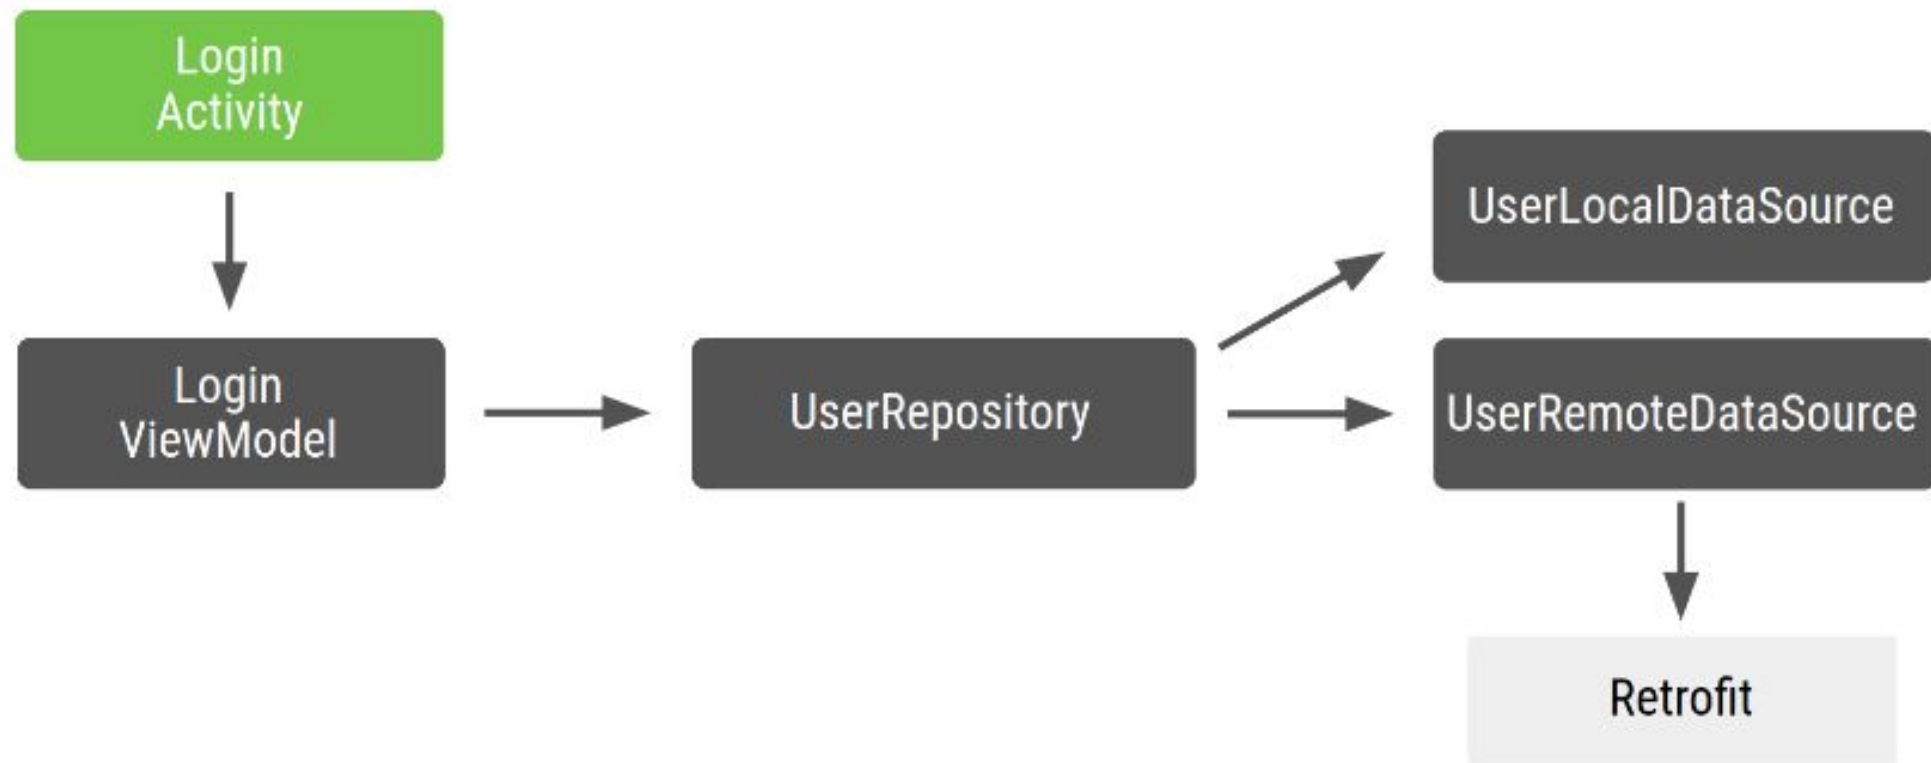 Login
Activity
UserLocalDataSource
Login
ViewModel
UserRepository
UserRemoteDataSource
Retrofit